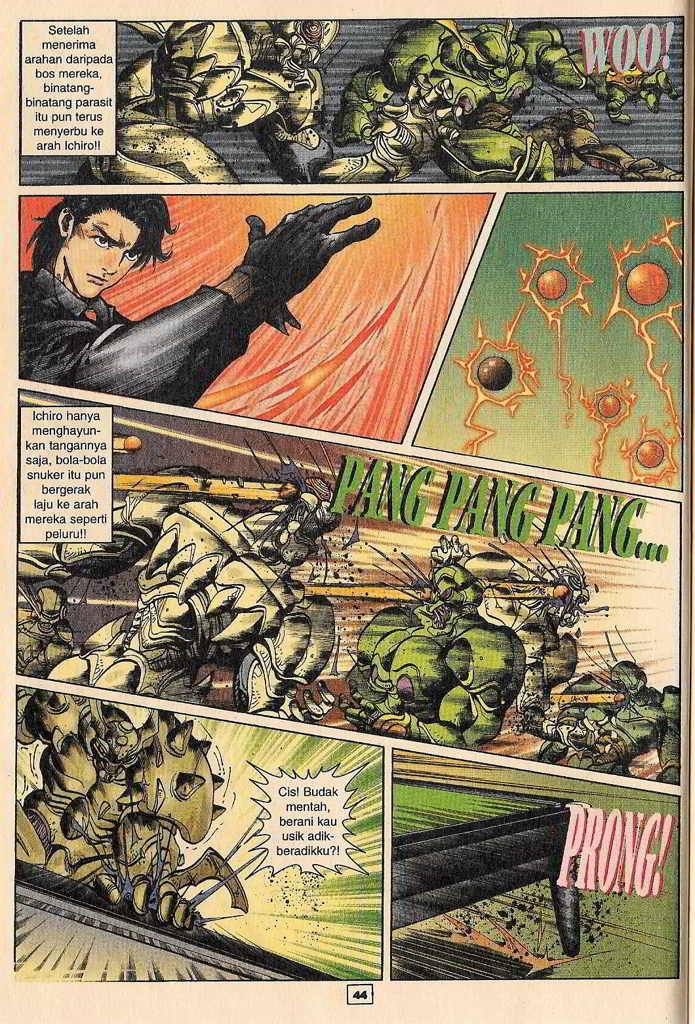 Setelah
menerima
arahan daripada
bos mereka,
binatang-
binatang parasit
itu pun terus
menyerbu ke
arah Ichiro!!
WOO!
Ichiro hanya
menghayun-
kan tangannya
saja, bola-bola
snuker itu pun
bergerak
laju ke arah
mereka seperti
peluru!!
PANG PANG PANG...
Cis! Budak
mentah,
berani kau
usik adik-
beradikku?!
PRONG!
44